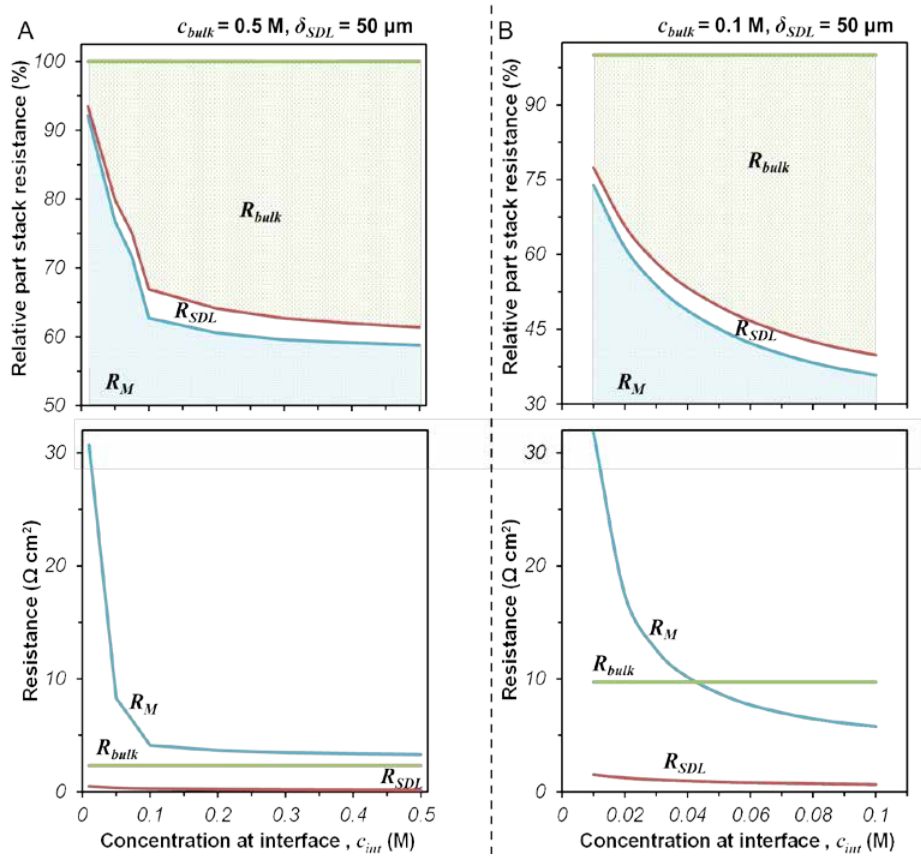 A
c_bulk = 0.5 M, δ_SDL = 50 µm
Relative part stack resistance (%)
100
90
80
70
60
50
R_bulk
R_SDL
R_M
B
c_bulk = 0.1 M, δ_SDL = 50 µm
Relative part stack resistance (%)
90
75
60
45
30
R_bulk
R_SDL
R_M
Resistance (Ω cm²)
30
20
10
0
R_M
R_bulk
R_SDL
0 0.1 0.2 0.3 0.4 0.5
Concentration at interface , c_int (M)
Resistance (Ω cm²)
30
20
10
0
R_M
R_bulk
R_SDL
0 0.02 0.04 0.06 0.08 0.1
Concentration at interface , c_int (M)